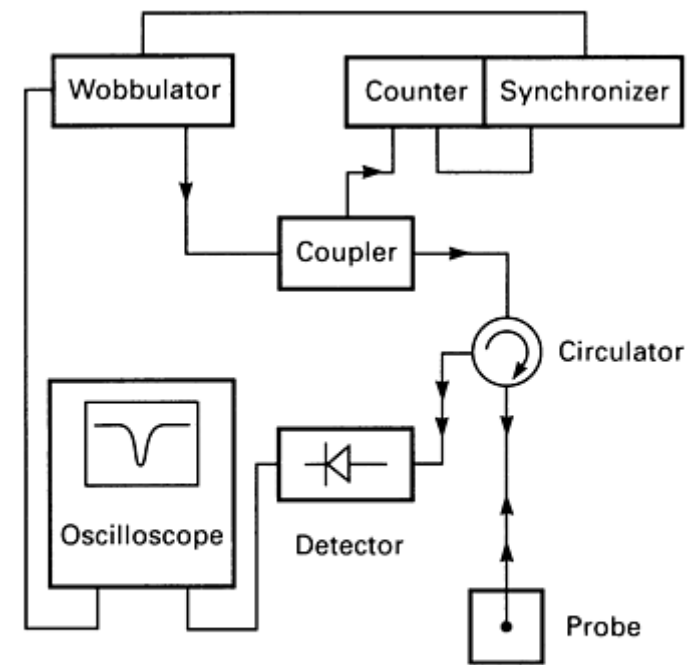 Wobbulator
Counter
Synchronizer
Coupler
Circulator
Oscilloscope
Detector
Probe